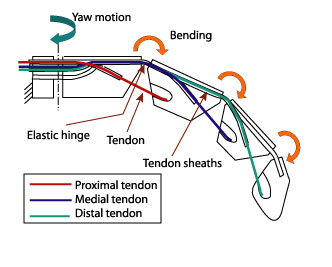 Yaw motion
Bending
Elastic hinge
Tendon
Tendon sheaths
Proximal tendon
Medial tendon
Distal tendon